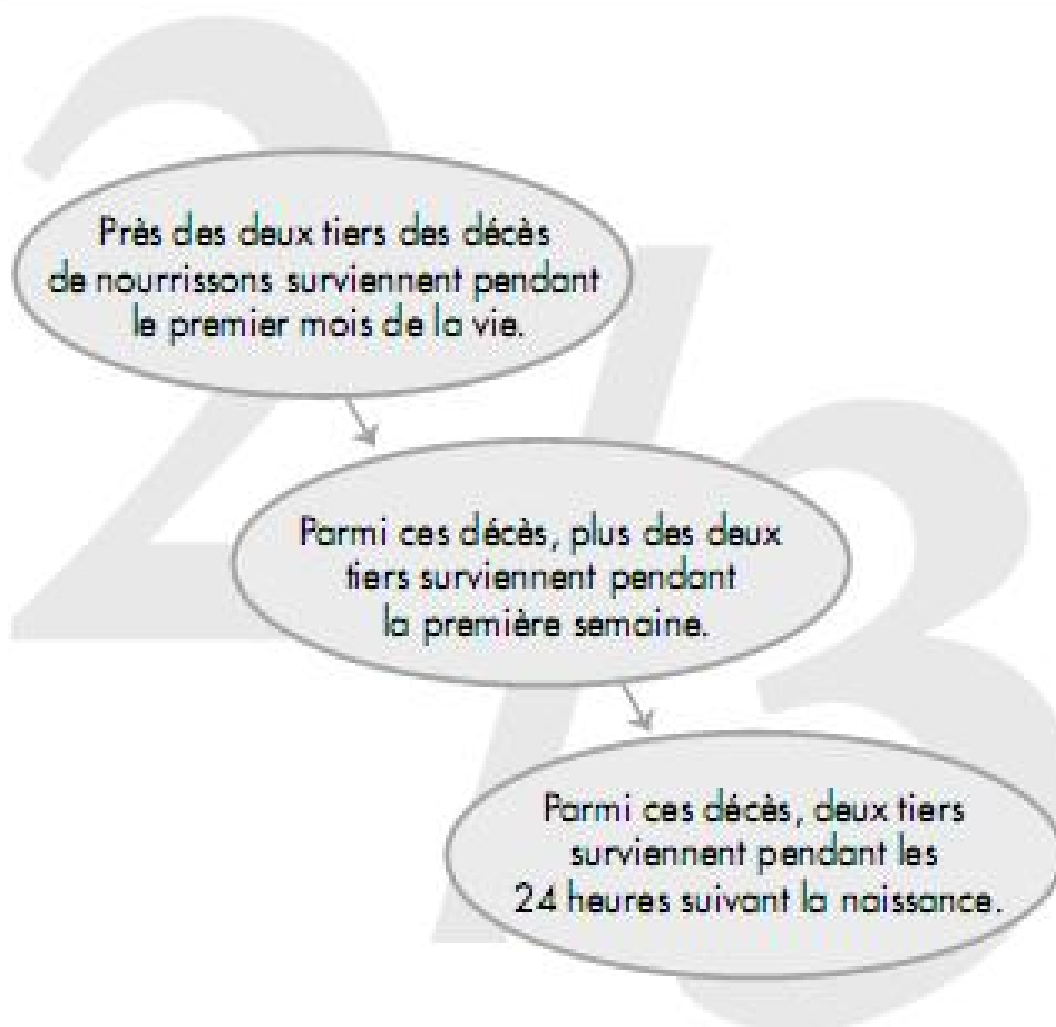 2/3
Près des deux tiers des décès
de nourrissons surviennent pendant
le premier mois de la vie.
Parmi ces décès, plus des deux
tiers surviennent pendant
la première semaine.
Parmi ces décès, deux tiers
surviennent pendant les
24 heures suivant la naissance.